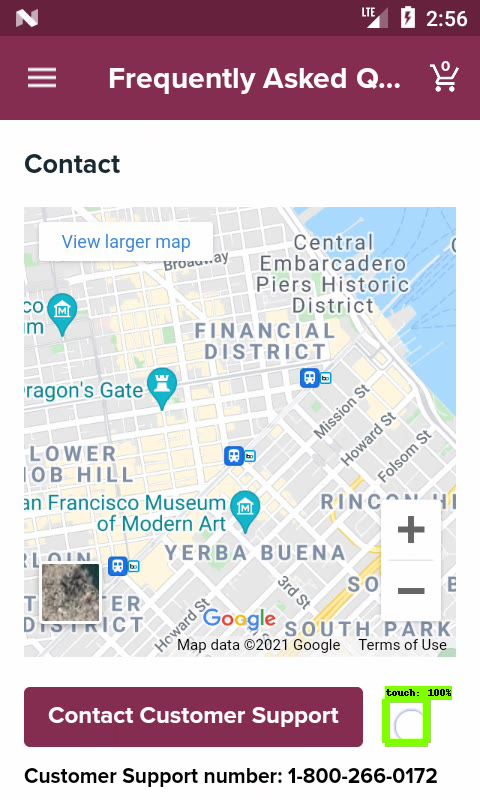 LTE 2:56
Frequently Asked Q... 0
Contact
View larger map
Broadway
Central
Embarcadero
Piers Historic
District
co
m
FINANCIAL
DISTRICT
ragon's Gate
Mission St
Howard St
Folsom St
LOWER
OB HILL
an Francisco Museum
of Modern Art
RINCON H
YERBA BUENA
RLOIN
TER
DISTRICT
3rd St
SO
B
Howard St
Google
SOUTH PARK
Map data ©2021 Google Terms of Use
touch: 100%
Contact Customer Support
Customer Support number: 1-800-266-0172